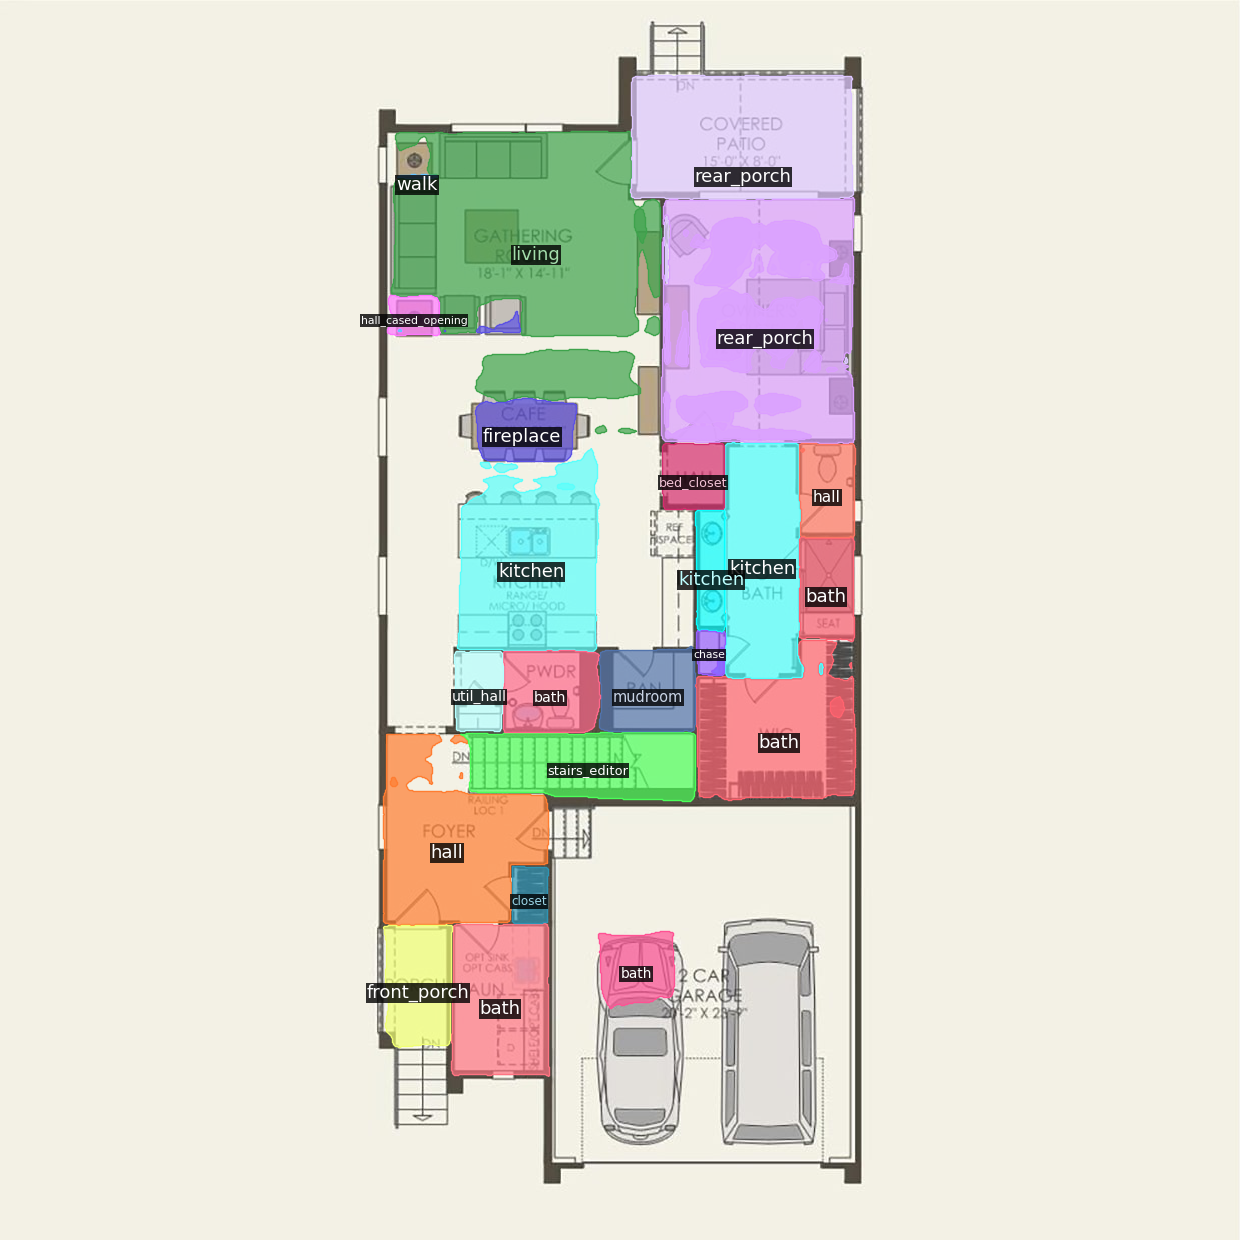 DN
COVERED
PATIO
15'-0" X 8'-0"
rear_porch
walk
GATHERING
living
18'-1" X 14'-11"
hall_cased_opening
rear_porch
CAFE
fireplace
bed_closet
hall
REF
SPACE
kitchen
kitchen
kitchen
RANGE/
MICRO/ HOOD
BATH
bath
SEAT
chase
PWDR
util_hall
bath
mudroom
bath
DN
stairs_editor
RAILING
LOC 1
FOYER
DN
hall
closet
OPT SINK
OPT CABS
front_porch
bath
bath
2 CAR
GARAGE
20'-2" X 23'-9"
D
DN